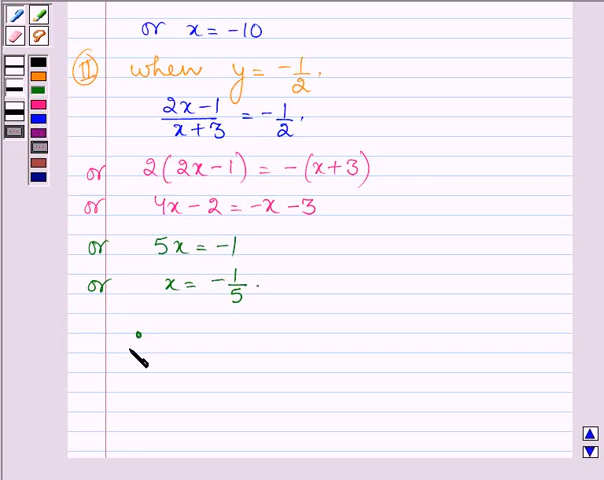 or x = -10
II when y = -1/2.
(2x-1)/(x+3) = -1/2.
or 2(2x-1) = -(x+3)
or 4x-2 = -x-3
or 5x = -1
or x = -1/5.